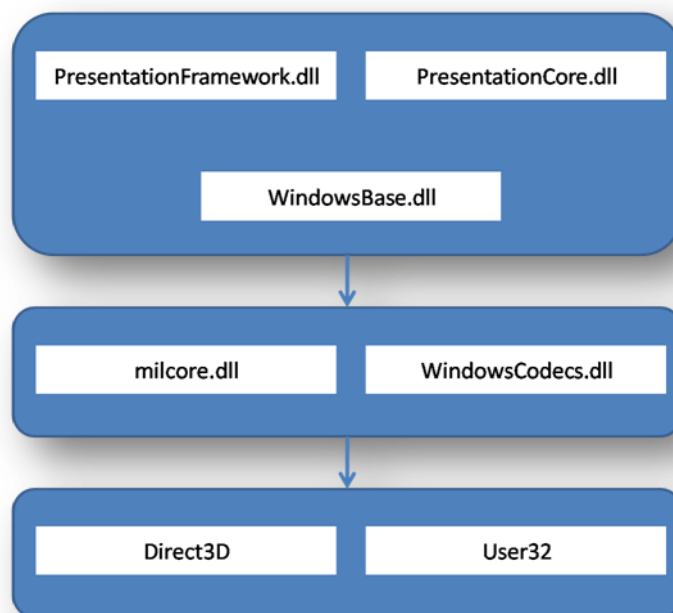 PresentationFramework.dll
PresentationCore.dll
WindowsBase.dll
milcore.dll
WindowsCodecs.dll
Direct3D
User32